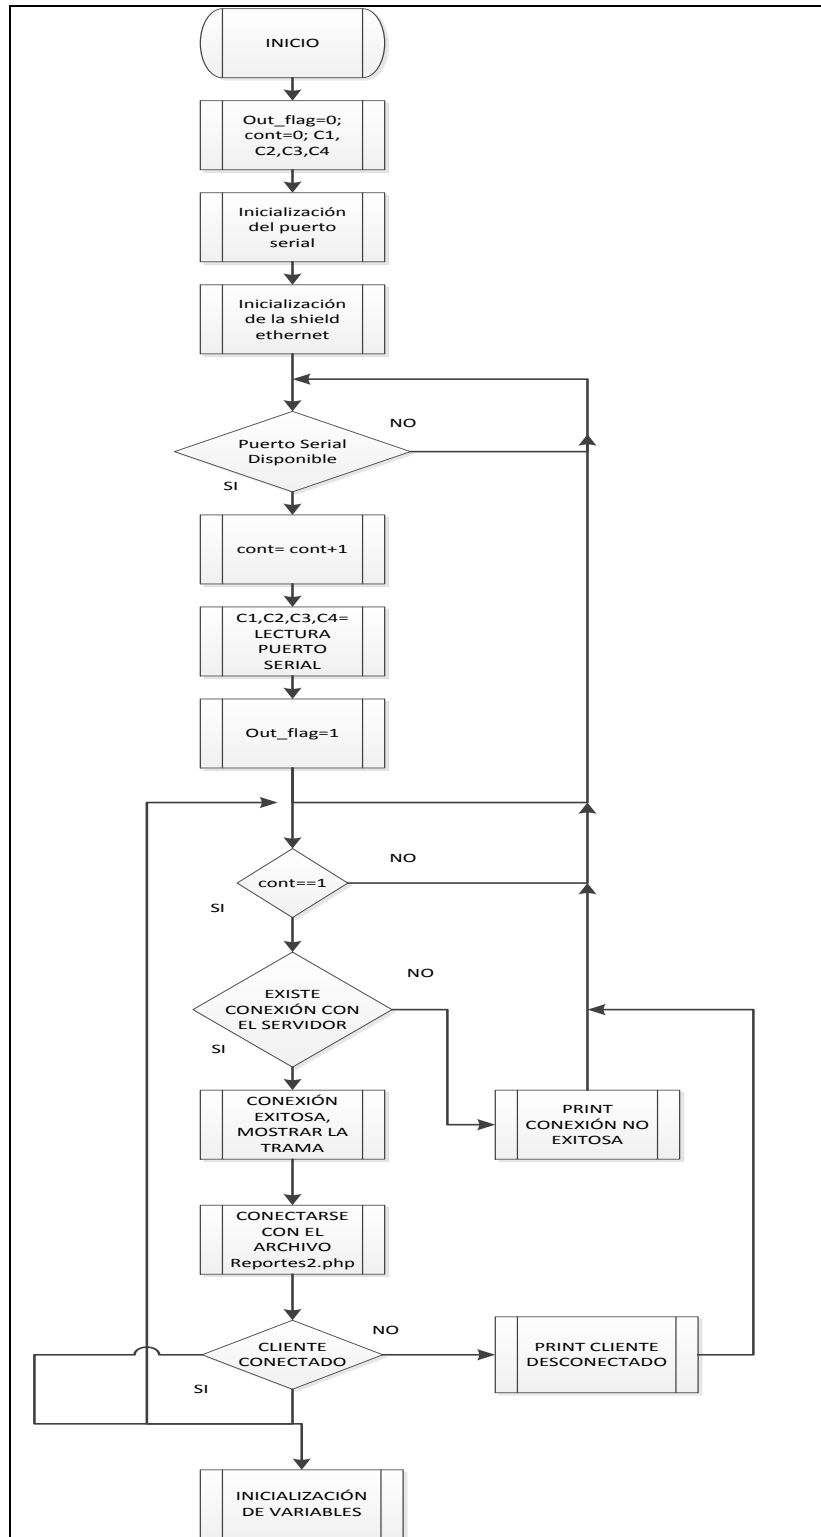 INICIO
Out_flag=0;
cont=0; C1,
C2,C3,C4
Inicialización
del puerto
serial
Inicialización
de la shield
ethernet
NO
Puerto Serial
Disponible
SI
cont= cont+1
C1,C2,C3,C4=
LECTURA
PUERTO
SERIAL
Out_flag=1
NO
cont==1
SI
NO
EXISTE
CONEXIÓN CON
EL SERVIDOR
SI
CONEXIÓN
EXITOSA,
MOSTRAR LA
TRAMA
PRINT
CONEXIÓN NO
EXITOSA
CONECTARSE
CON EL
ARCHIVO
Reportes2.php
NO
CLIENTE
CONECTADO
SI
PRINT CLIENTE
DESCONECTADO
INICIALIZACIÓN
DE VARIABLES